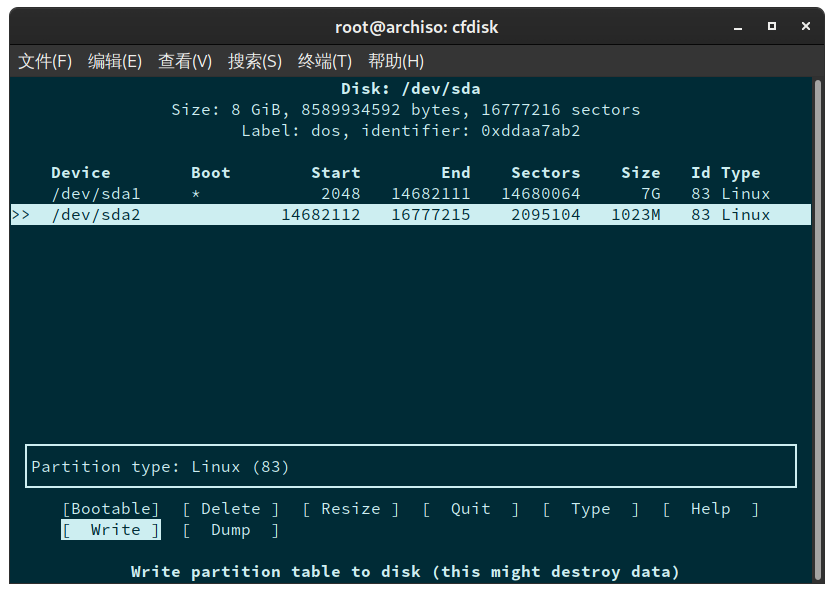 root@archiso: cfdisk
文件(F) 编辑(E) 查看(V) 搜索(S) 终端(T) 帮助(H)
Disk: /dev/sda
Size: 8 GiB, 8589934592 bytes, 16777216 sectors
Label: dos, identifier: 0xddaa7ab2
Device Boot Start End Sectors Size Id Type
/dev/sda1 * 2048 14682111 14680064 7G 83 Linux
>> /dev/sda2 14682112 16777215 2095104 1023M 83 Linux
Partition type: Linux (83)
[Bootable] [ Delete ] [ Resize ] [ Quit ] [ Type ] [ Help ]
[ Write ] [ Dump ]
Write partition table to disk (this might destroy data)